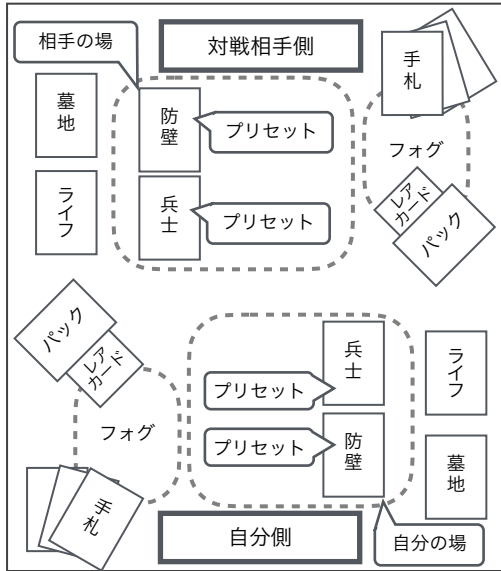 相手の場
対戦相手側
手札
墓地
防壁
プリセット
フォグ
ライフ
兵士
プリセット
レア
カード
パック
パック
レア
カード
兵士
ライフ
プリセット
フォグ
プリセット
防壁
墓地
手札
自分側
自分の場